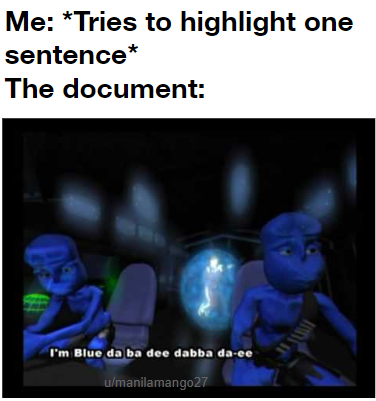 Me: *Tries to highlight one
sentence*
The document:
I'm Blue da ba dee dabba da-ee
u/manilamango27